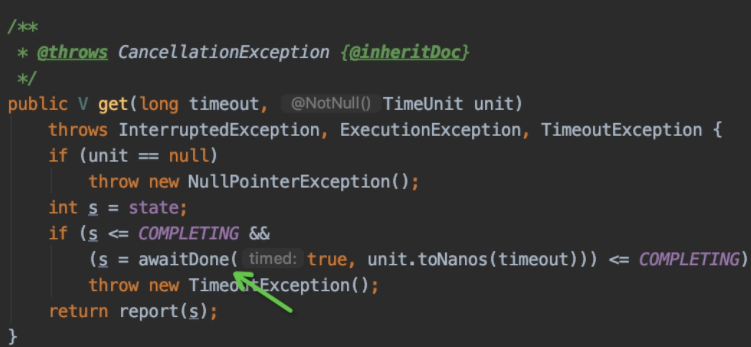 /**
* @throws CancellationException {@inheritDoc}
*/
public V get(long timeout, @NotNull() TimeUnit unit)
throws InterruptedException, ExecutionException, TimeoutException {
if (unit == null)
throw new NullPointerException();
int s = state;
if (s <= COMPLETING &&
(s = awaitDone( timed: true, unit.toNanos(timeout))) <= COMPLETING)
throw new TimeoutException();
return report(s);
}